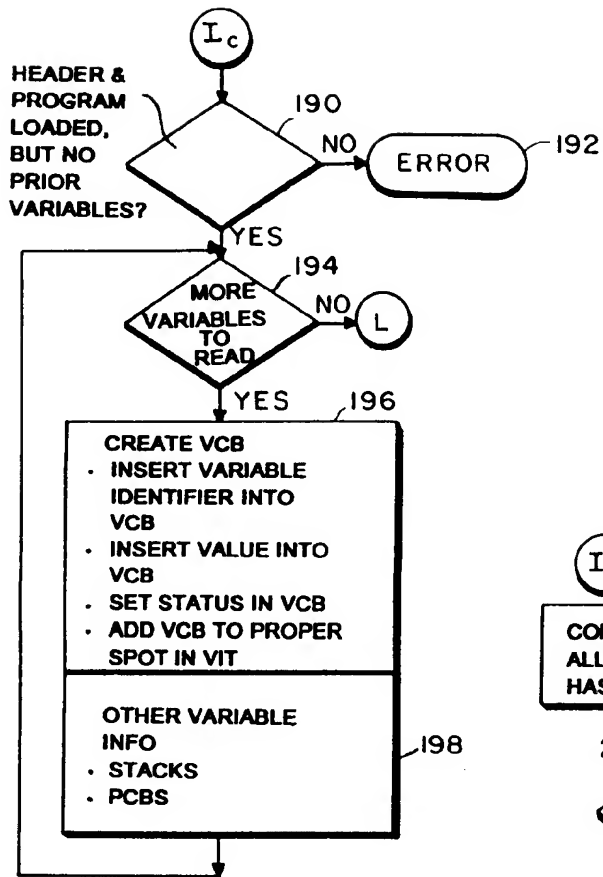 Ic
HEADER &
PROGRAM
LOADED,
BUT NO
PRIOR
VARIABLES?
190
NO
ERROR
192
YES
194
MORE
VARIABLES
TO
READ
NO
L
YES
196
CREATE VCB
• INSERT VARIABLE
IDENTIFIER INTO
VCB
• INSERT VALUE INTO
VCB
• SET STATUS IN VCB
• ADD VCB TO PROPER
SPOT IN VIT
OTHER VARIABLE
INFO
• STACKS
• PCBS
198
I
ALL
HAS